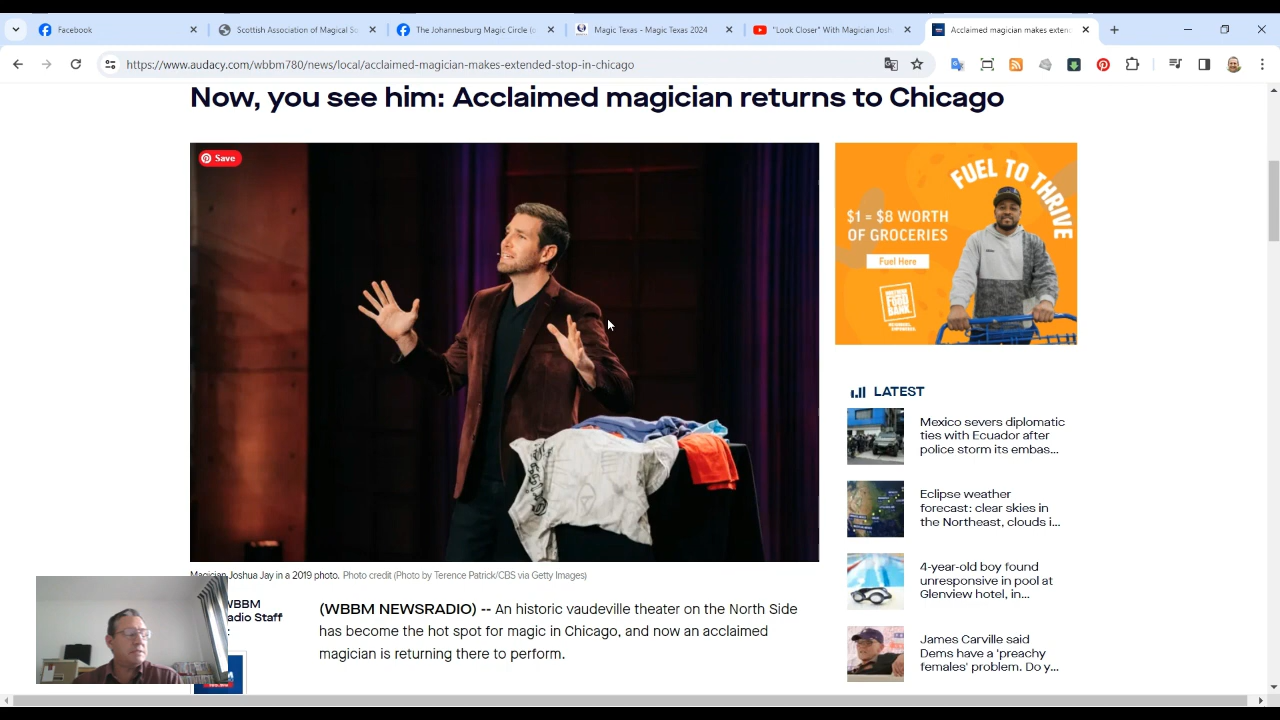 Facebook
Scottish Association of Magical So
The Johannesburg Magic Circle (o
Magic Texas - Magic Texas 2024
"Look Closer" With Magician Josh
Acclaimed magician makes exten
https://www.audacy.com/wbbm780/news/local/acclaimed-magician-makes-extended-stop-in-chicago
Now, you see him: Acclaimed magician returns to Chicago
Save
FUEL TO THRIVE
$1 = $8 WORTH
OF GROCERIES
Fuel Here
LATEST
Mexico severs diplomatic
ties with Ecuador after
police storm its embas...
Eclipse weather
forecast: clear skies in
the Northeast, clouds i...
4-year-old boy found
unresponsive in pool at
Glenview hotel, in...
James Carville said
Dems have a 'preachy
females' problem. Do y...
Magician Joshua Jay in a 2019 photo. Photo credit (Photo by Terence Patrick/CBS via Getty Images)
WBBM
adio Staff
(WBBM NEWSRADIO) -- An historic vaudeville theater on the North Side
has become the hot spot for magic in Chicago, and now an acclaimed
magician is returning there to perform.